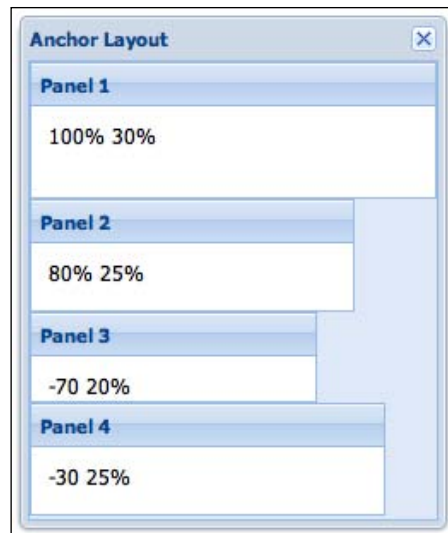 Anchor Layout
Panel 1
100% 30%
Panel 2
80% 25%
Panel 3
-70 20%
Panel 4
-30 25%